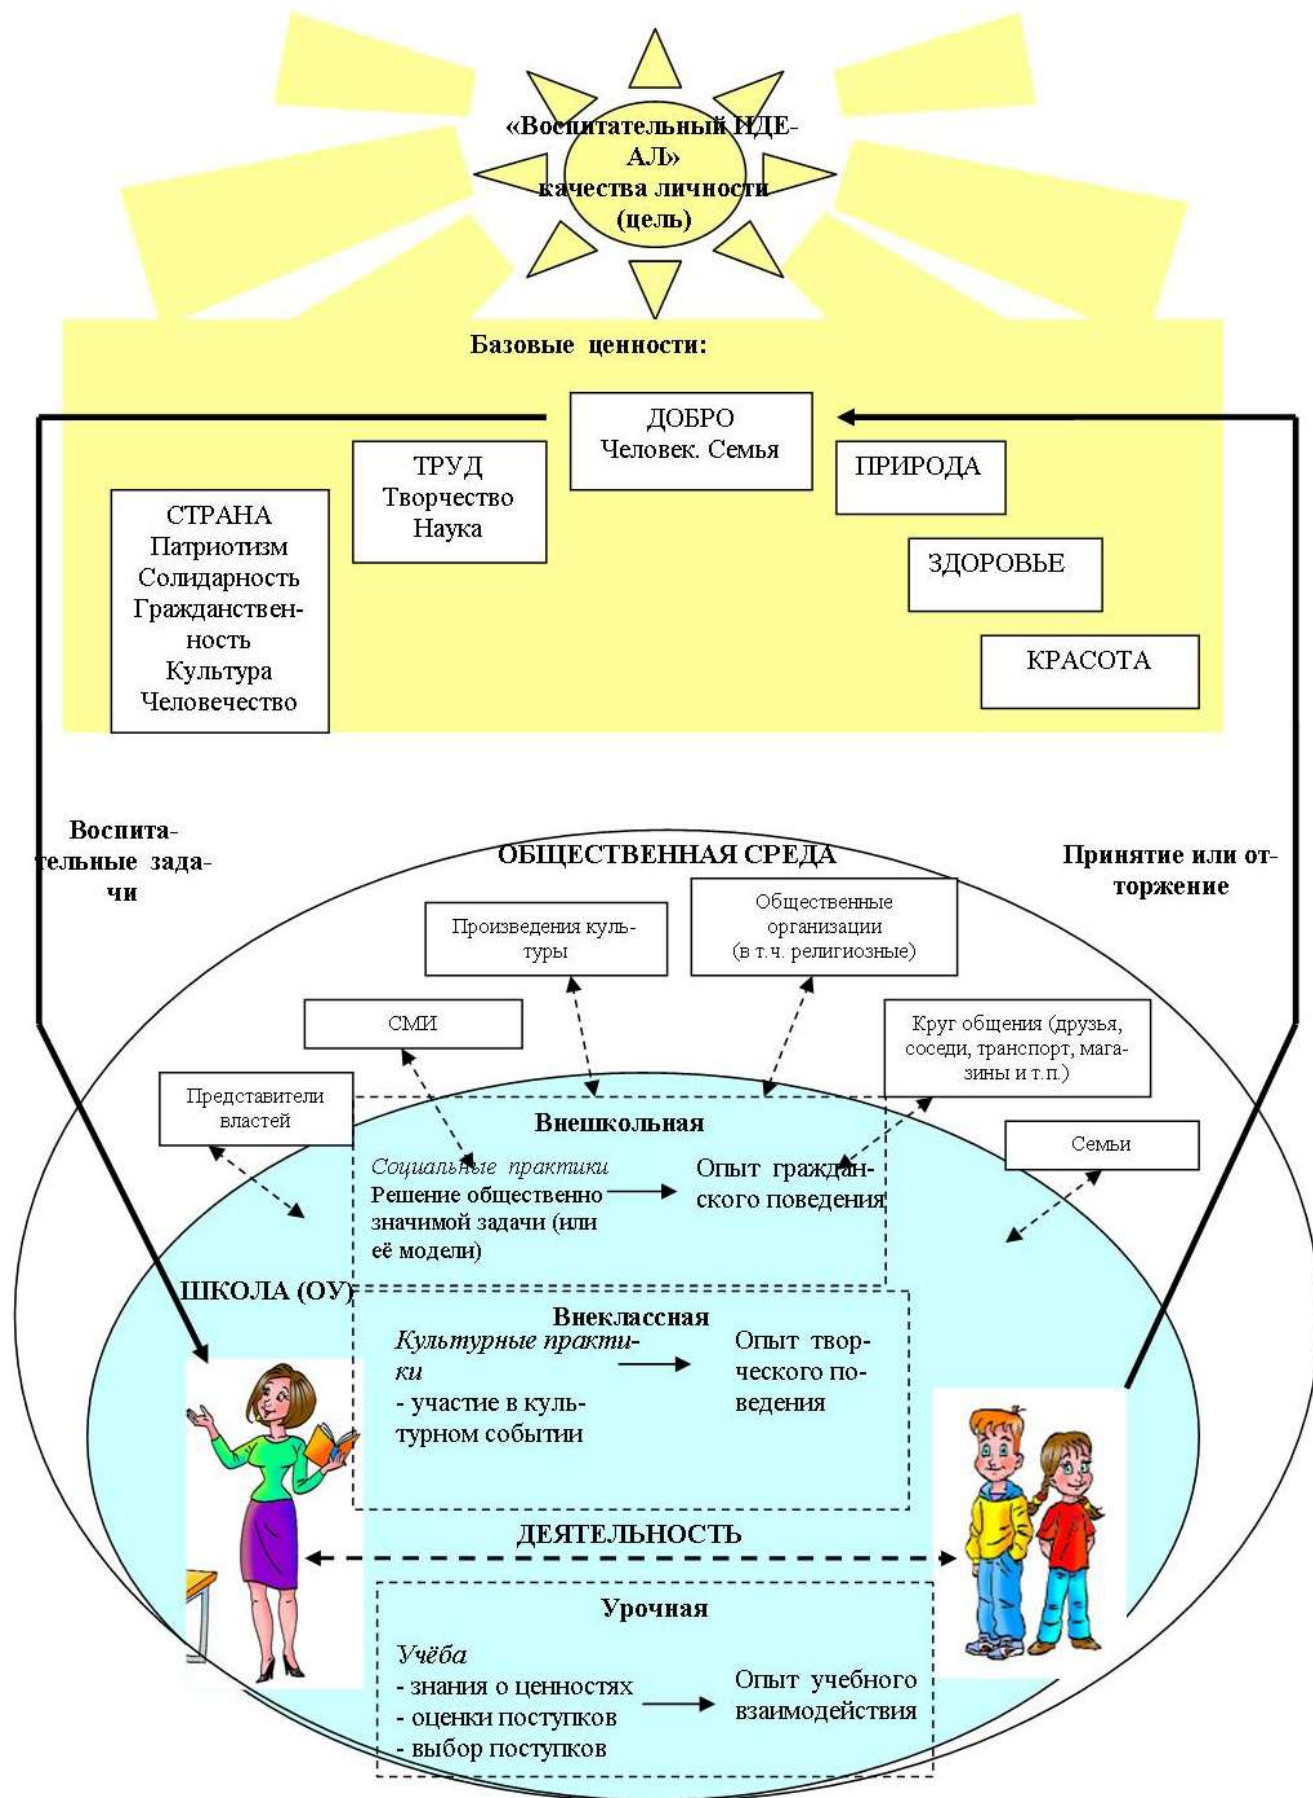 «Воспитательный ИДЕ-
АЛ»
качества личности
(цель)
Базовые ценности:
ДОБРО
Человек. Семья
ТРУД
Творчество
Наука
ПРИРОДА
СТРАНА
Патриотизм
Солидарность
Гражданствен-
ность
Культура
Человечество
ЗДОРОВЬЕ
КРАСОТА
Воспита-
тельные зада-
чи
ОБЩЕСТВЕННАЯ СРЕДА
Принятие или от-
торжение
Произведения куль-
туры
Общественные
организации
(в т.ч. религиозные)
СМИ
Круг общения (друзья,
соседи, транспорт, мага-
зины и т.п.)
Представители
властей
Семьи
Внешкольная
Социальные практики
Решение общественно
значимой задачи (или
её модели)
Опыт граждан-
ского поведения
ШКОЛА (ОУ)
Внеклассная
Культурные практи-
ки
- участие в куль-
турном событии
Опыт твор-
ческого по-
ведения
ДЕЯТЕЛЬНОСТЬ
Урочная
Учёба
- знания о ценностях
- оценки поступков
- выбор поступков
Опыт учебного
взаимодействия